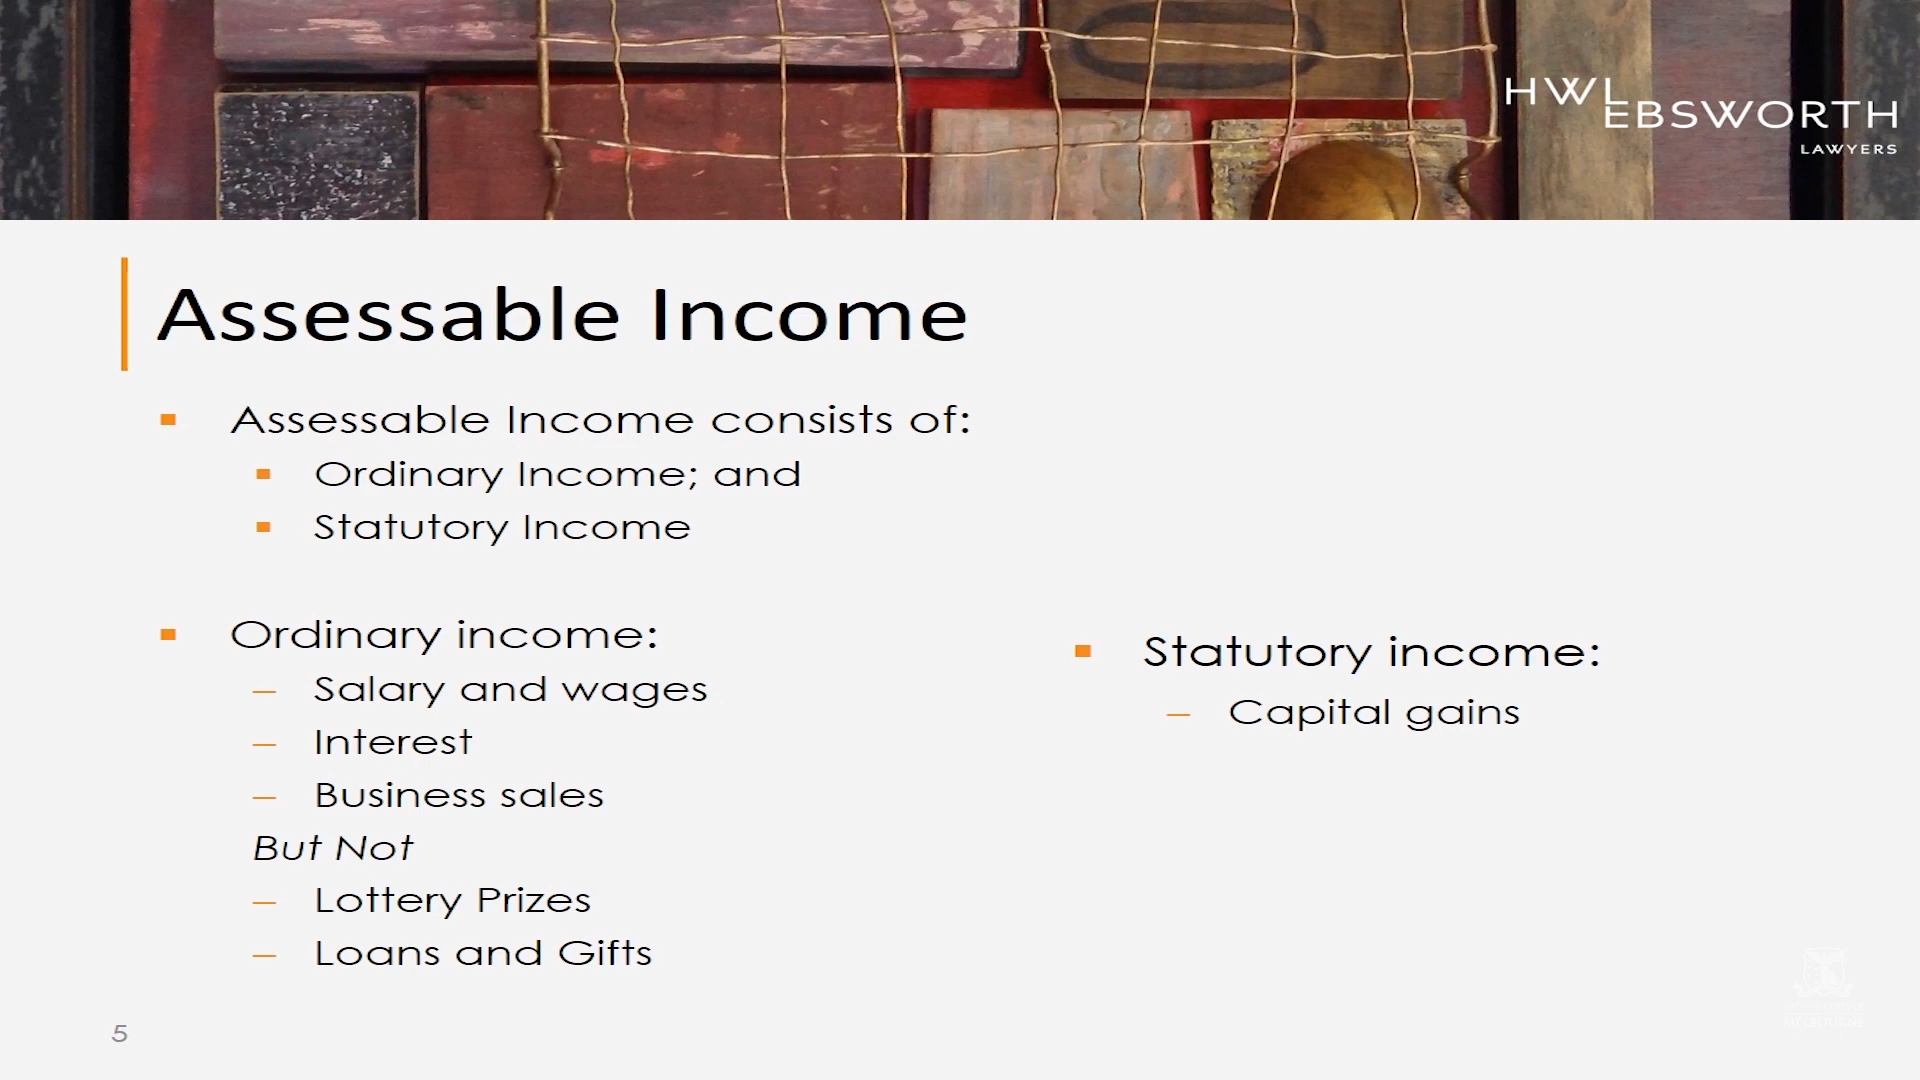 HWL
EBSWORTH
LAWYERS
Assessable Income
Assessable Income consists of:
Ordinary Income; and
Statutory Income
Ordinary income:
– Salary and wages
– Interest
– Business sales
But Not
– Lottery Prizes
– Loans and Gifts
Statutory income:
– Capital gains
5
MELBOURNE